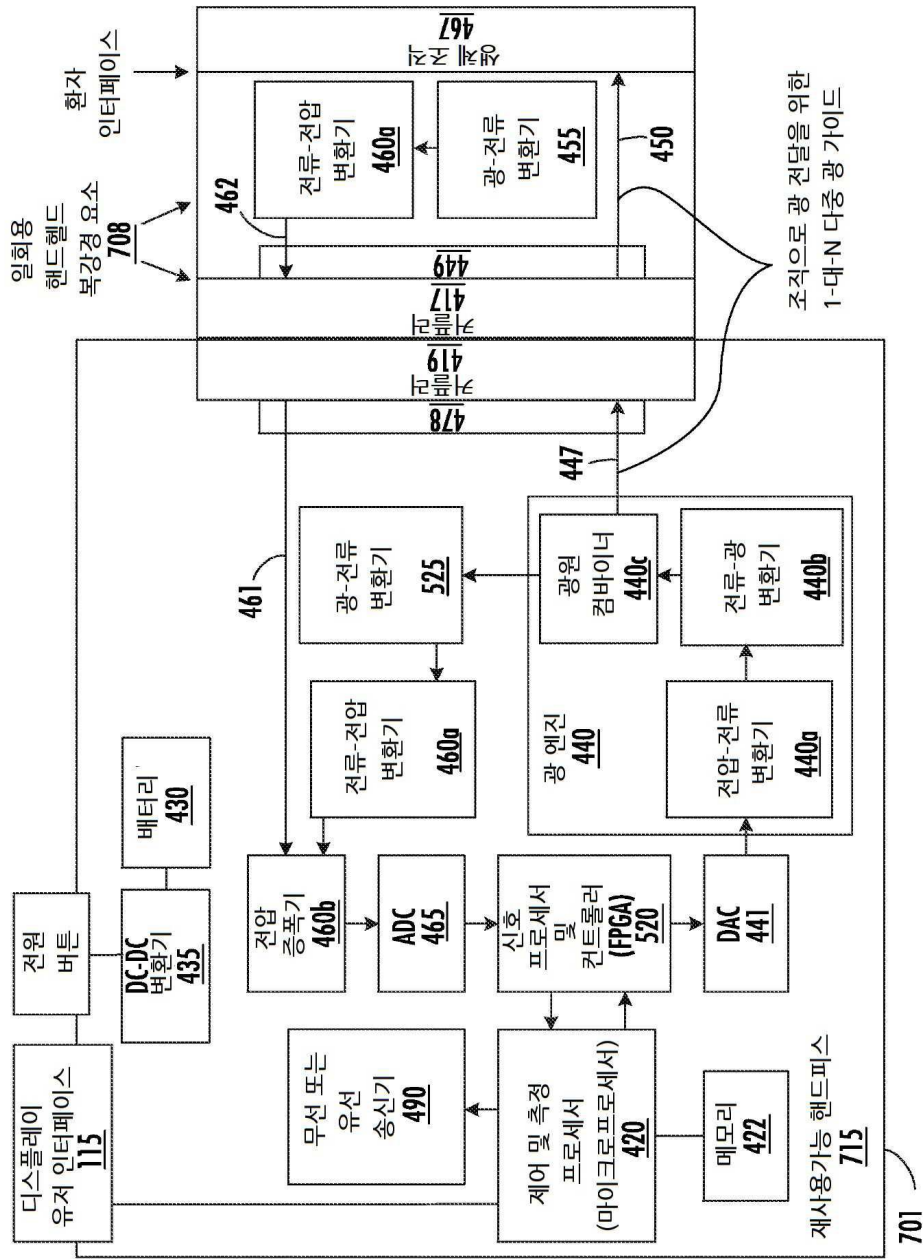 디스플레이
유저 인터페이스
115
전원
버튼
DC-DC
변환기
435
배터리
430
일회용
핸드헬드
복강경 요소
708
환자
인터페이스
무선 또는
유선
송신기
490
제어 및 측정
프로세서
(마이크로프로세서)
420
메모리
422
재사용가능 핸드피스
715
701
전압
증폭기
460b
ADC
465
신호
프로세서
및
컨트롤러
(FPGA)
520
DAC
441
461
전류-전압
변환기
460a
광-전류
변환기
525
광 엔진
440
전압-전류
변환기
440a
전류-광
변환기
440b
광원
컴바이너
440c
447
478
커플러
419
커플러
417
449
462
전류-전압
변환기
460a
광-전류
변환기
455
450
생체 조직
467
조직으로 광 전달을 위한
1-대-N 다중 광 가이드